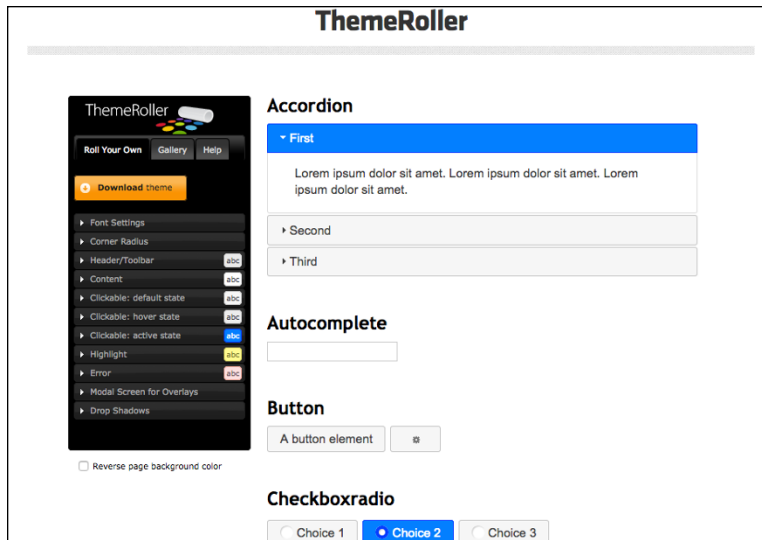 ThemeRoller
ThemeRoller
Roll Your Own
Gallery
Help
Download theme
Font Settings
Corner Radius
Header/Toolbar abc
Content abc
Clickable: default state abc
Clickable: hover state abc
Clickable: active state abc
Highlight abc
Error abc
Modal Screen for Overlays
Drop Shadows
Reverse page background color
Accordion
First
Lorem ipsum dolor sit amet. Lorem ipsum dolor sit amet. Lorem
ipsum dolor sit amet.
Second
Third
Autocomplete
Button
A button element
Checkboxradio
Choice 1
Choice 2
Choice 3